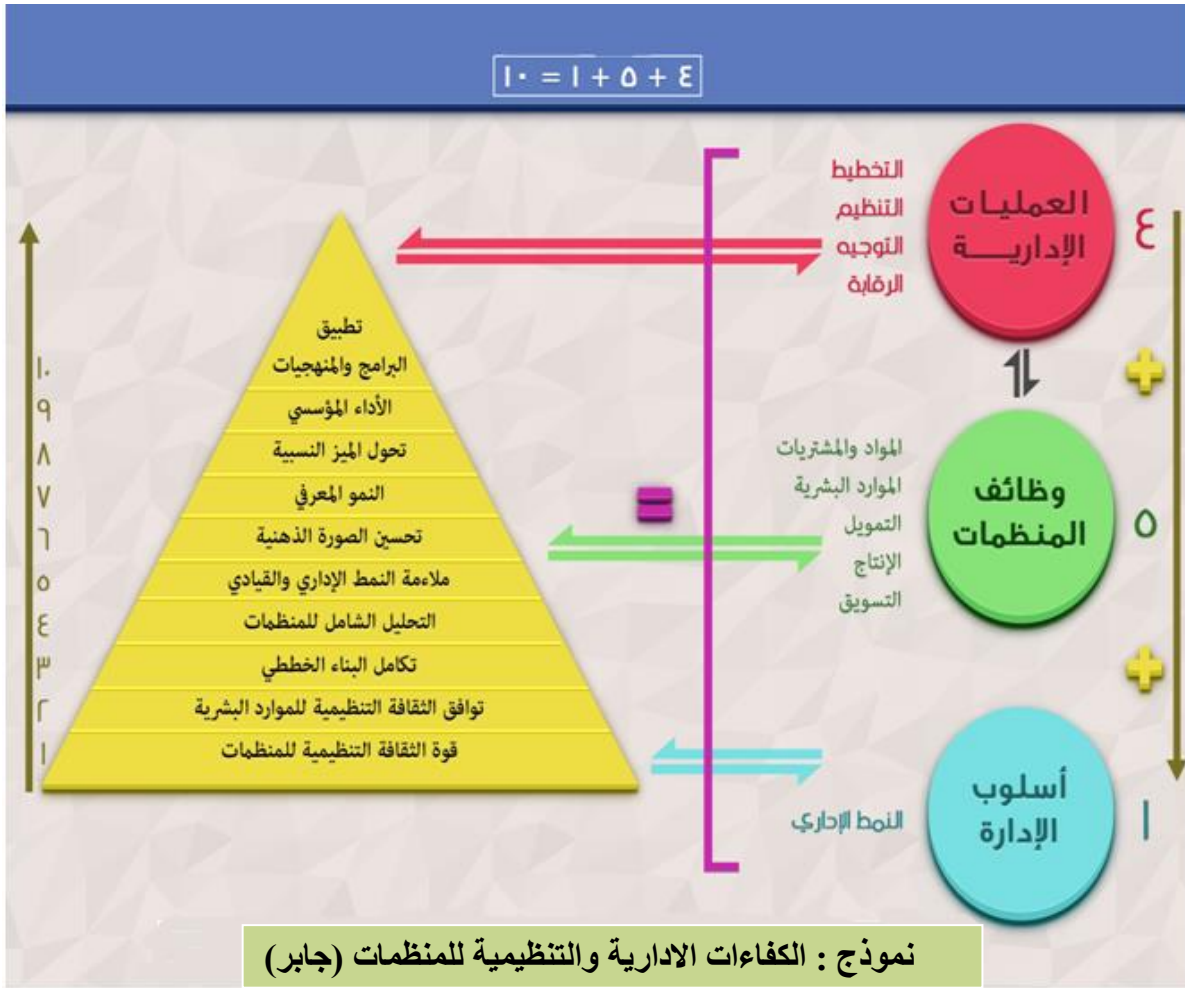 ٤ + ٥ + ١ = ١٠
العمليات
الإدارية
٤
التخطيط
التنظيم
التوجيه
الرقابة
وظائف
المنظمات
٥
المواد والمشتريات
الموارد البشرية
التمويل
الإنتاج
التسويق
أسلوب
الإدارة
١
النمط الإداري
تطبيق
البرامج والمنهجيات
١٠
الأداء المؤسسي
٩
تحول الميز النسبية
٨
النمو المعرفي
٧
تحسين الصورة الذهنية
٦
ملاءمة النمط الإداري والقيادي
٥
التحليل الشامل للمنظمات
٤
تكامل البناء الخططي
٣
توافق الثقافة التنظيمية للموارد البشرية
٢
قوة الثقافة التنظيمية للمنظمات
١
نموذج : الكفاءات الادارية والتنظيمية للمنظمات (جابر)